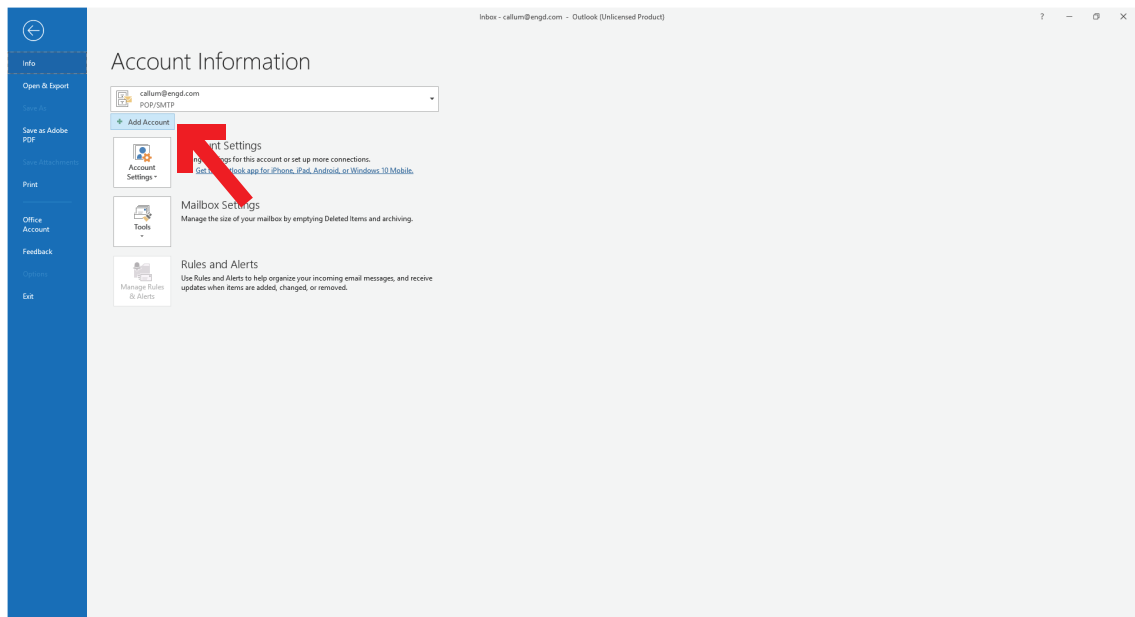 Inbox - callum@engd.com - Outlook (Unlicensed Product)
Info
Open & Export
Save As
Save as Adobe
PDF
Save Attachments
Print
Office
Account
Feedback
Options
Exit
Account Information
callum@engd.com
POP/SMTP
Add Account
Account
Settings
Settings
for this account or set up more connections.
app for iPhone, iPad, Android, or Windows 10 Mobile.
Tools
Mailbox Settings
Manage the size of your mailbox by emptying Deleted Items and archiving.
Manage Rules
& Alerts
Rules and Alerts
Use Rules and Alerts to help organize your incoming email messages, and receive
updates when items are added, changed, or removed.